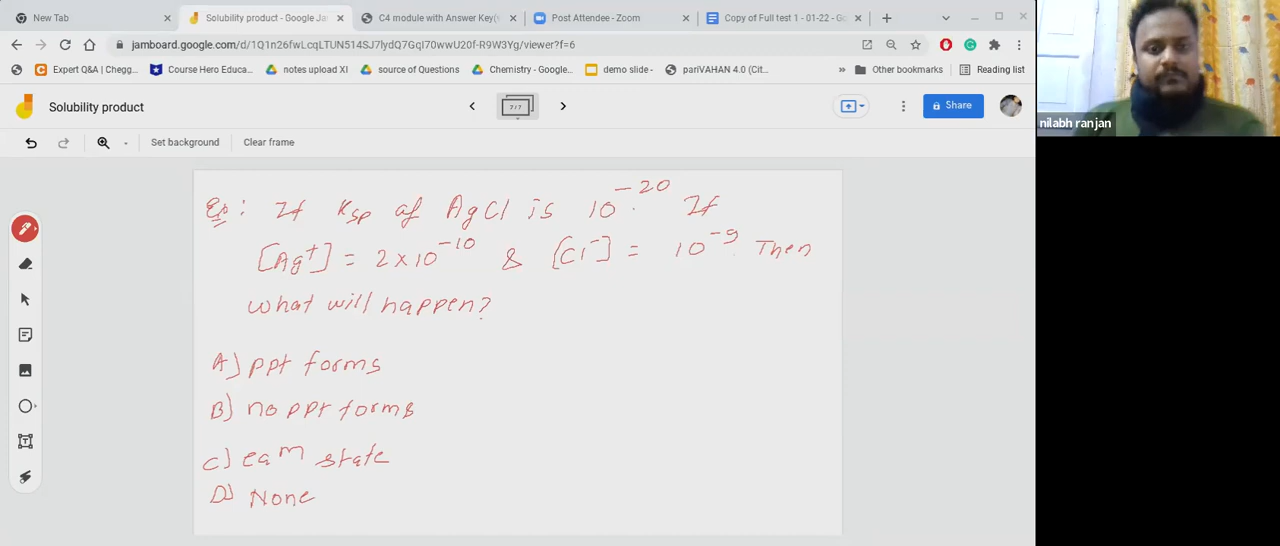 New Tab
Solubility product - Google Jar
C4 module with Answer Key(
Post Attendee - Zoom
Copy of Full test 1 - 01-22 - Go
jamboard.google.com/d/1Q1n26fwLcqLTUN514SJ7lydQ7GqI70wwU20f-R9W3Yg/viewer?f=6
Expert Q&A | Chegg...
Course Hero Educa...
notes upload XI
source of Questions
Chemistry - Google...
demo slide -
pariVAHAN 4.0 (Cit...
»
Other bookmarks
Reading list
nilabh ranjan
Solubility product
7 / 7
Share
Set background
Clear frame
Ex: If Ksp of AgCl is 10⁻²⁰. If
[Ag⁺] = 2×10⁻¹⁰ & [Cl⁻] = 10⁻⁹. Then
what will happen?
A) ppt forms
B) no ppt forms
C) eqm state
D) None